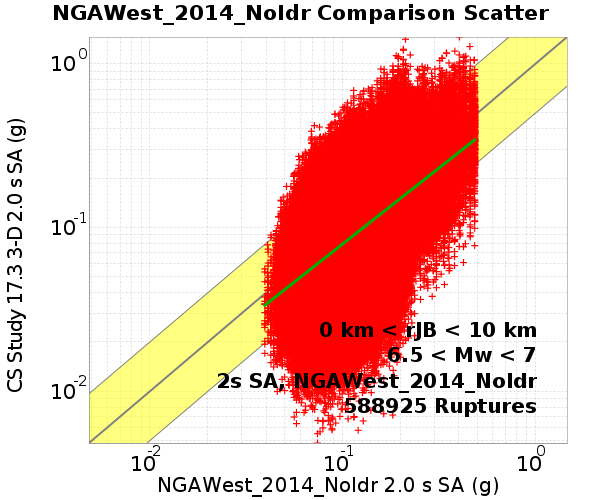 NGAWest_2014_NoIdr Comparison Scatter
CS Study 17.3 3-D 2.0 s SA (g)
10^0
10^-1
10^-2
0 km < rJB < 10 km
6.5 < Mw < 7
2s SA, NGAWest_2014_NoIdr
588925 Ruptures
10^-2 10^-1 10^0
NGAWest_2014_NoIdr 2.0 s SA (g)